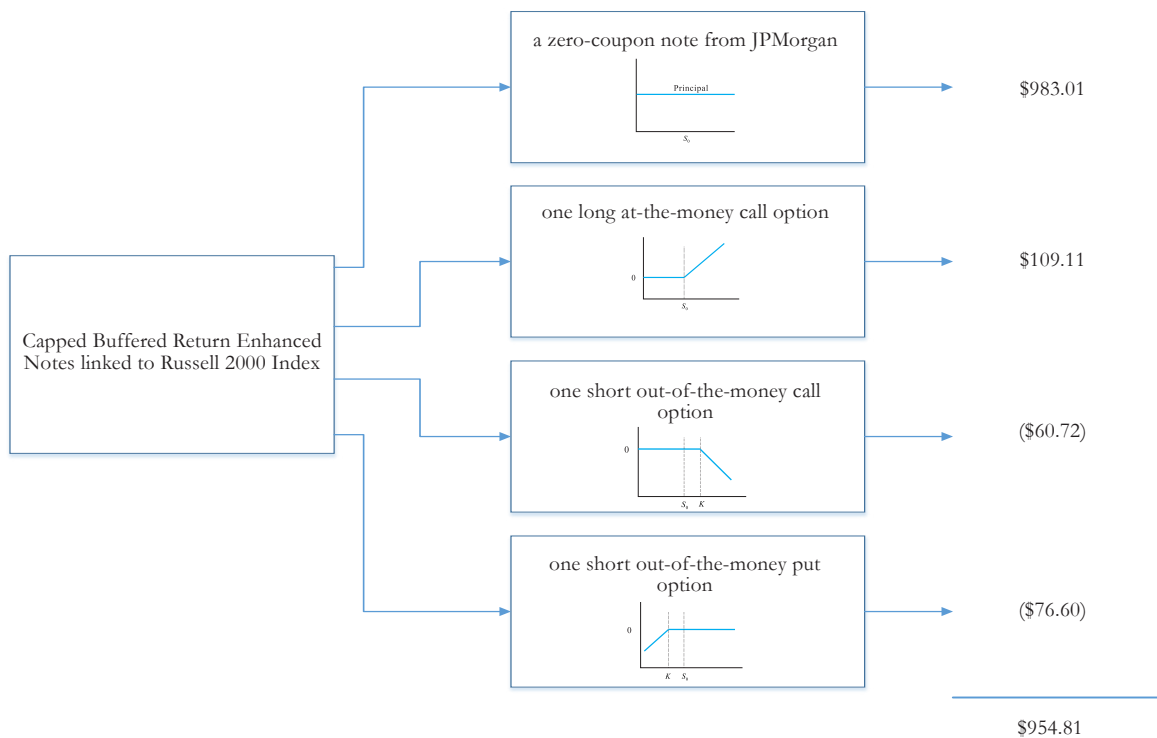 a zero-coupon note from JPMorgan
Principal
S₀
$983.01
one long at-the-money call option
0
S₀
$109.11
Capped Buffered Return Enhanced
Notes linked to Russell 2000 Index
one short out-of-the-money call
option
0
S₀ K
($60.72)
one short out-of-the-money put
option
0
K S₀
($76.60)
$954.81